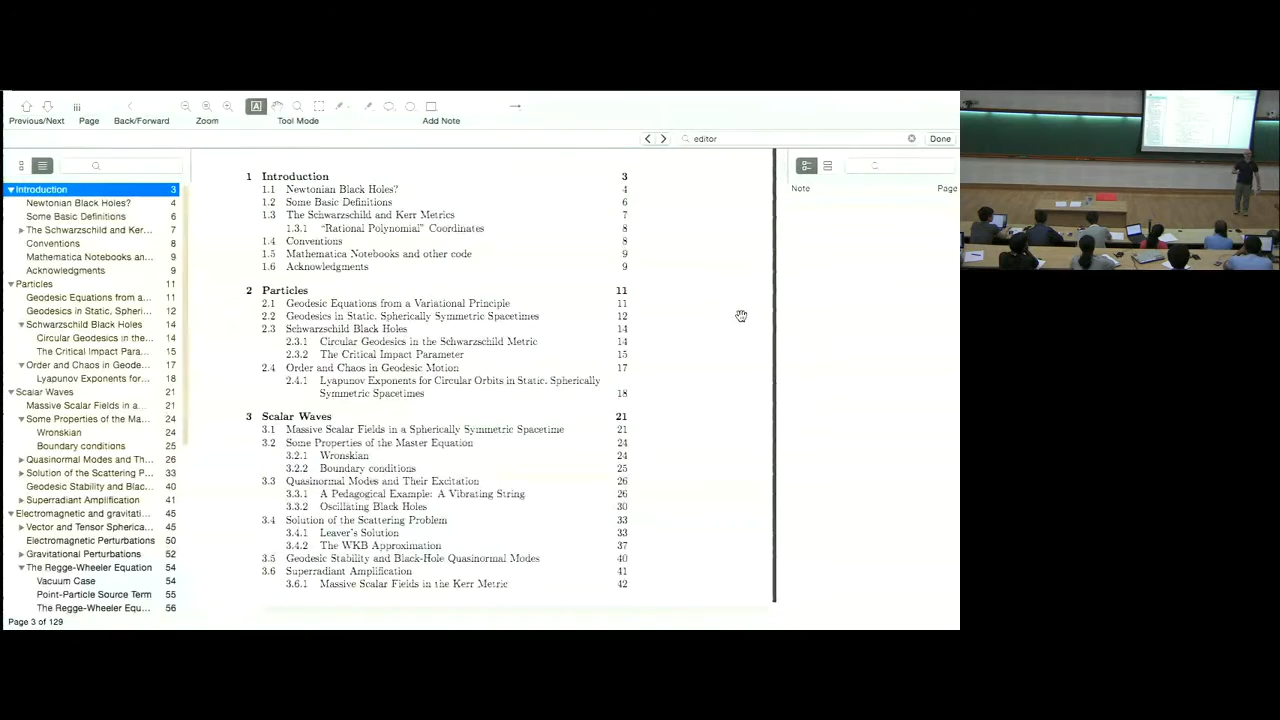 Previous/Next
Page
Back/Forward
Zoom
Tool Mode
Add Note
editor
Done
Introduction 3
Newtonian Black Holes? 4
Some Basic Definitions 6
The Schwarzschild and Ker... 7
Conventions 8
Mathematica Notebooks an... 9
Acknowledgments 9
Particles 11
Geodesic Equations from a... 11
Geodesics in Static, Spheri... 12
Schwarzschild Black Holes 14
Circular Geodesics in the... 14
The Critical Impact Para... 15
Order and Chaos in Geode... 17
Lyapunov Exponents for... 18
Scalar Waves 21
Massive Scalar Fields in a... 21
Some Properties of the Ma... 24
Wronskian 24
Boundary conditions 25
Quasinormal Modes and Th... 26
Solution of the Scattering P... 33
Geodesic Stability and Blac... 40
Superradiant Amplification 41
Electromagnetic and gravitati... 45
Vector and Tensor Spherica... 45
Electromagnetic Perturbations 50
Gravitational Perturbations 52
The Regge-Wheeler Equation 54
Vacuum Case 54
Point-Particle Source Term 55
The Regge-Wheeler Equ... 56
Page 3 of 129
1 Introduction 3
1.1 Newtonian Black Holes? 4
1.2 Some Basic Definitions 6
1.3 The Schwarzschild and Kerr Metrics 7
1.3.1 “Rational Polynomial” Coordinates 8
1.4 Conventions 8
1.5 Mathematica Notebooks and other code 9
1.6 Acknowledgments 9
2 Particles 11
2.1 Geodesic Equations from a Variational Principle 11
2.2 Geodesics in Static, Spherically Symmetric Spacetimes 12
2.3 Schwarzschild Black Holes 14
2.3.1 Circular Geodesics in the Schwarzschild Metric 14
2.3.2 The Critical Impact Parameter 15
2.4 Order and Chaos in Geodesic Motion 17
2.4.1 Lyapunov Exponents for Circular Orbits in Static, Spherically
Symmetric Spacetimes 18
3 Scalar Waves 21
3.1 Massive Scalar Fields in a Spherically Symmetric Spacetime 21
3.2 Some Properties of the Master Equation 24
3.2.1 Wronskian 24
3.2.2 Boundary conditions 25
3.3 Quasinormal Modes and Their Excitation 26
3.3.1 A Pedagogical Example: A Vibrating String 26
3.3.2 Oscillating Black Holes 30
3.4 Solution of the Scattering Problem 33
3.4.1 Leaver's Solution 33
3.4.2 The WKB Approximation 37
3.5 Geodesic Stability and Black-Hole Quasinormal Modes 40
3.6 Superradiant Amplification 41
3.6.1 Massive Scalar Fields in the Kerr Metric 42
Note
Page